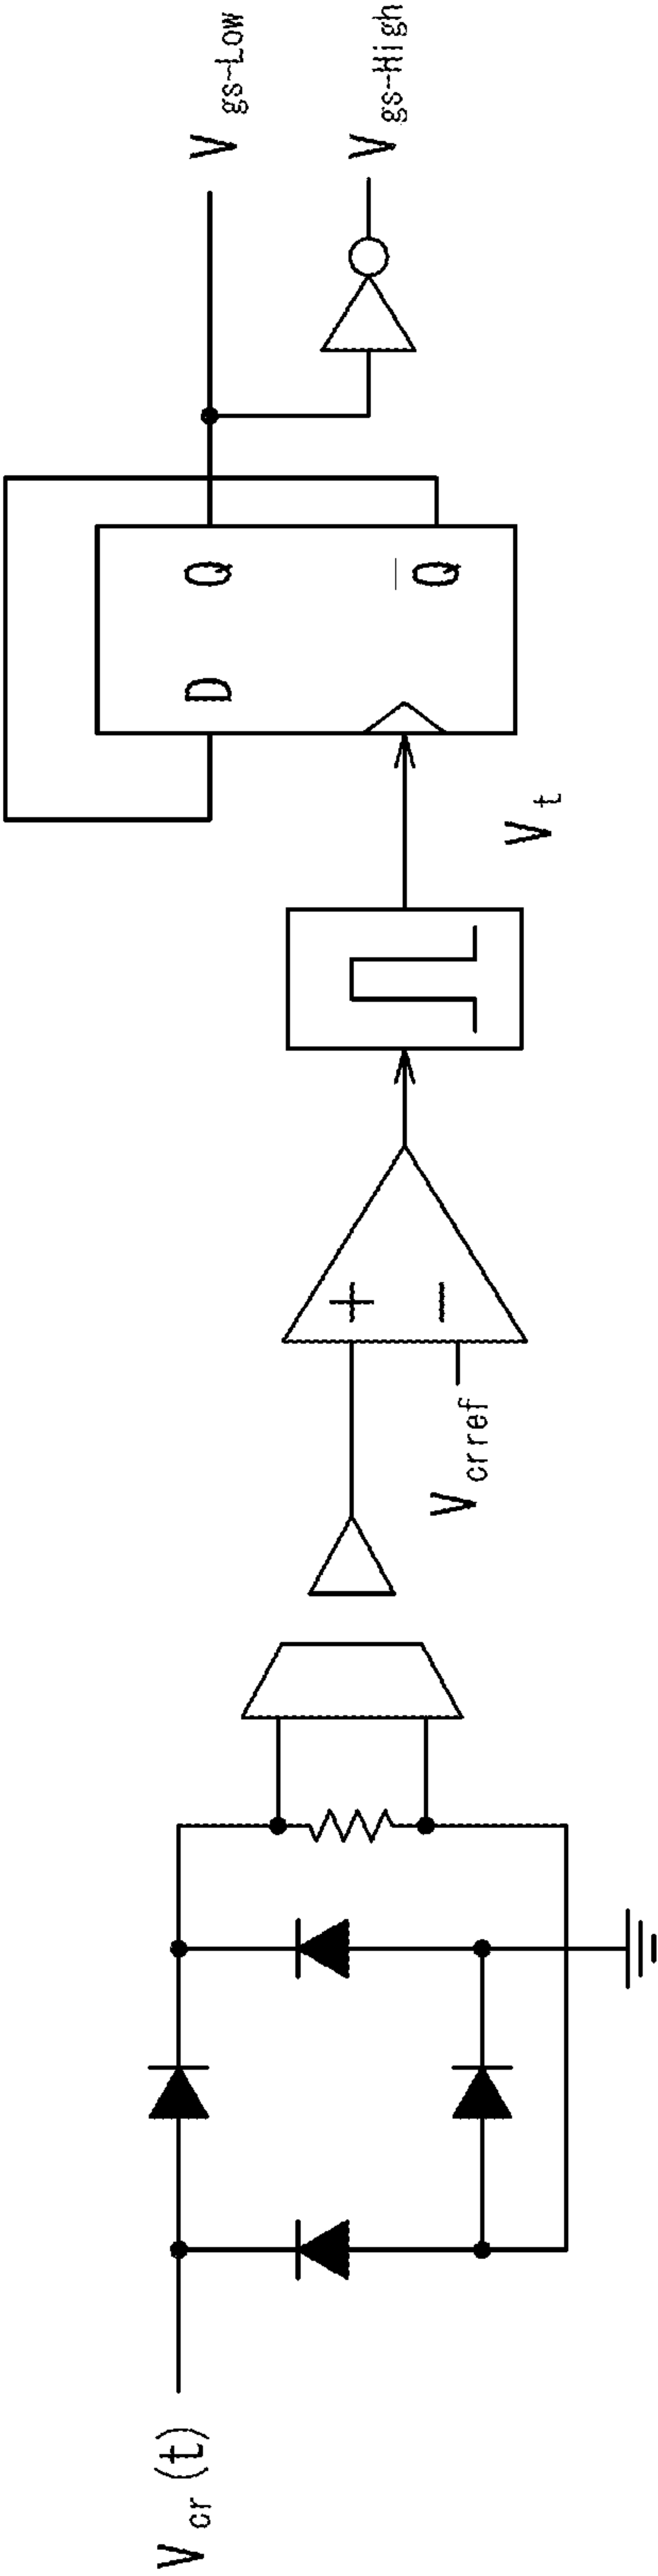 V_cr (t)
V_crref
+
−
V_t
D
Q
Q̅
V_gs-Low
V_gs-High